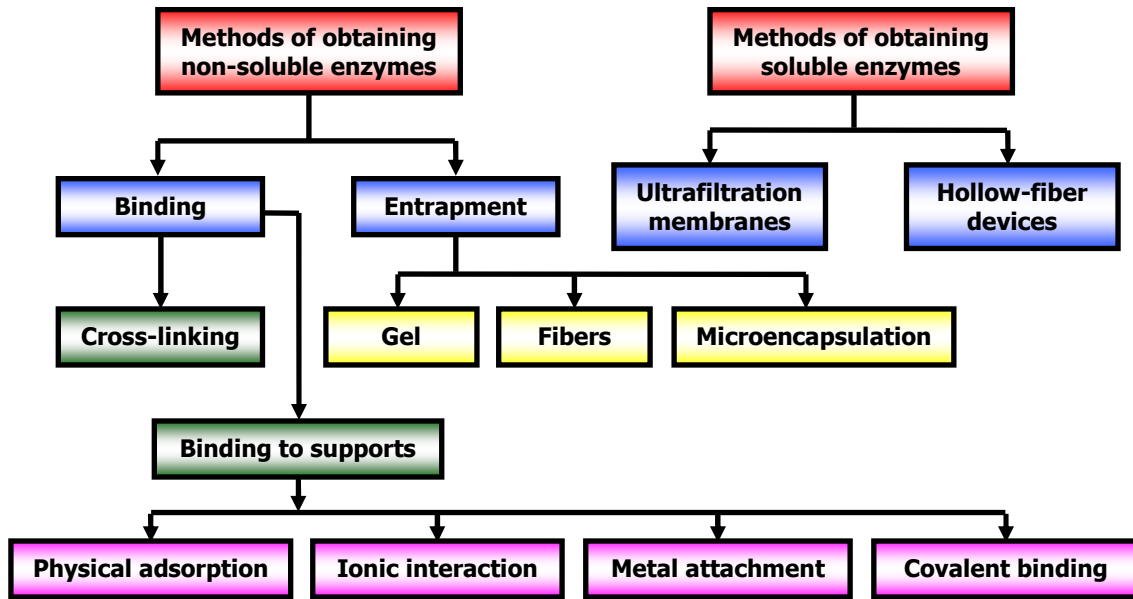 Methods of obtaining
non-soluble enzymes
Methods of obtaining
soluble enzymes
Binding
Entrapment
Ultrafiltration
membranes
Hollow-fiber
devices
Cross-linking
Gel
Fibers
Microencapsulation
Binding to supports
Physical adsorption
Ionic interaction
Metal attachment
Covalent binding